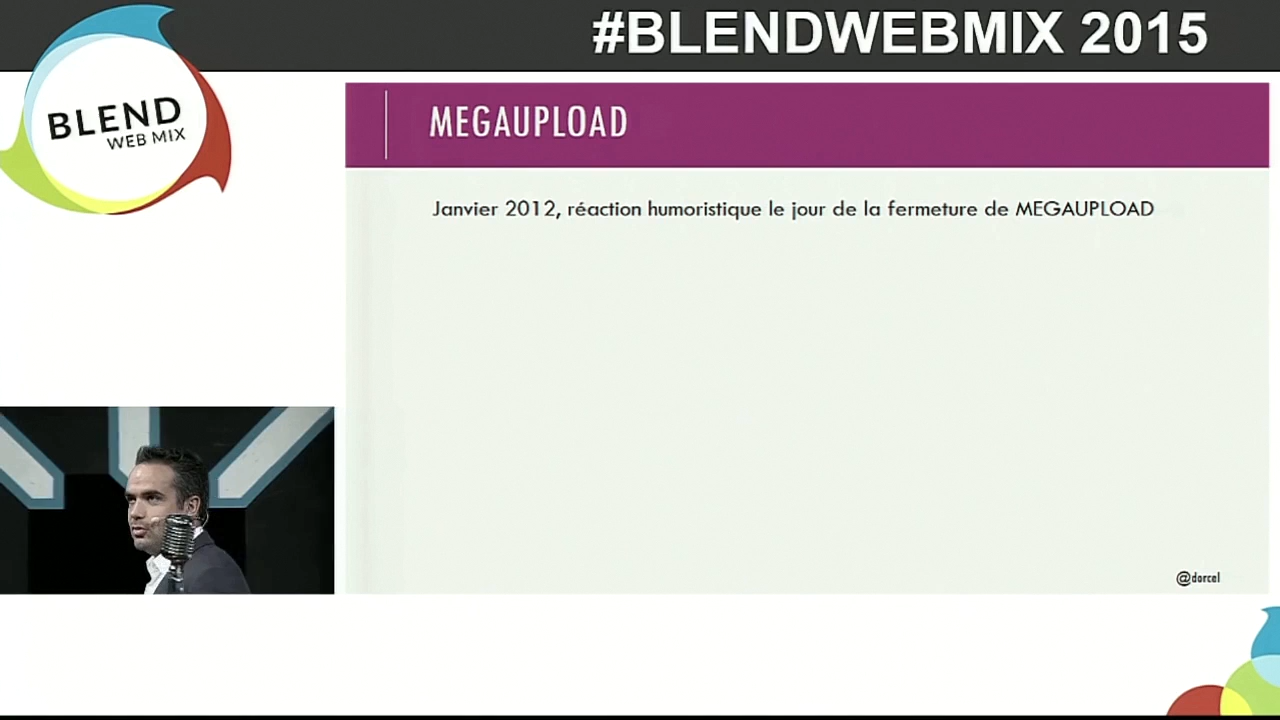 #BLENDWEBMIX 2015
BLEND
WEB MIX
MEGAUPLOAD
Janvier 2012, réaction humoristique le jour de la fermeture de MEGAUPLOAD
@dorcel